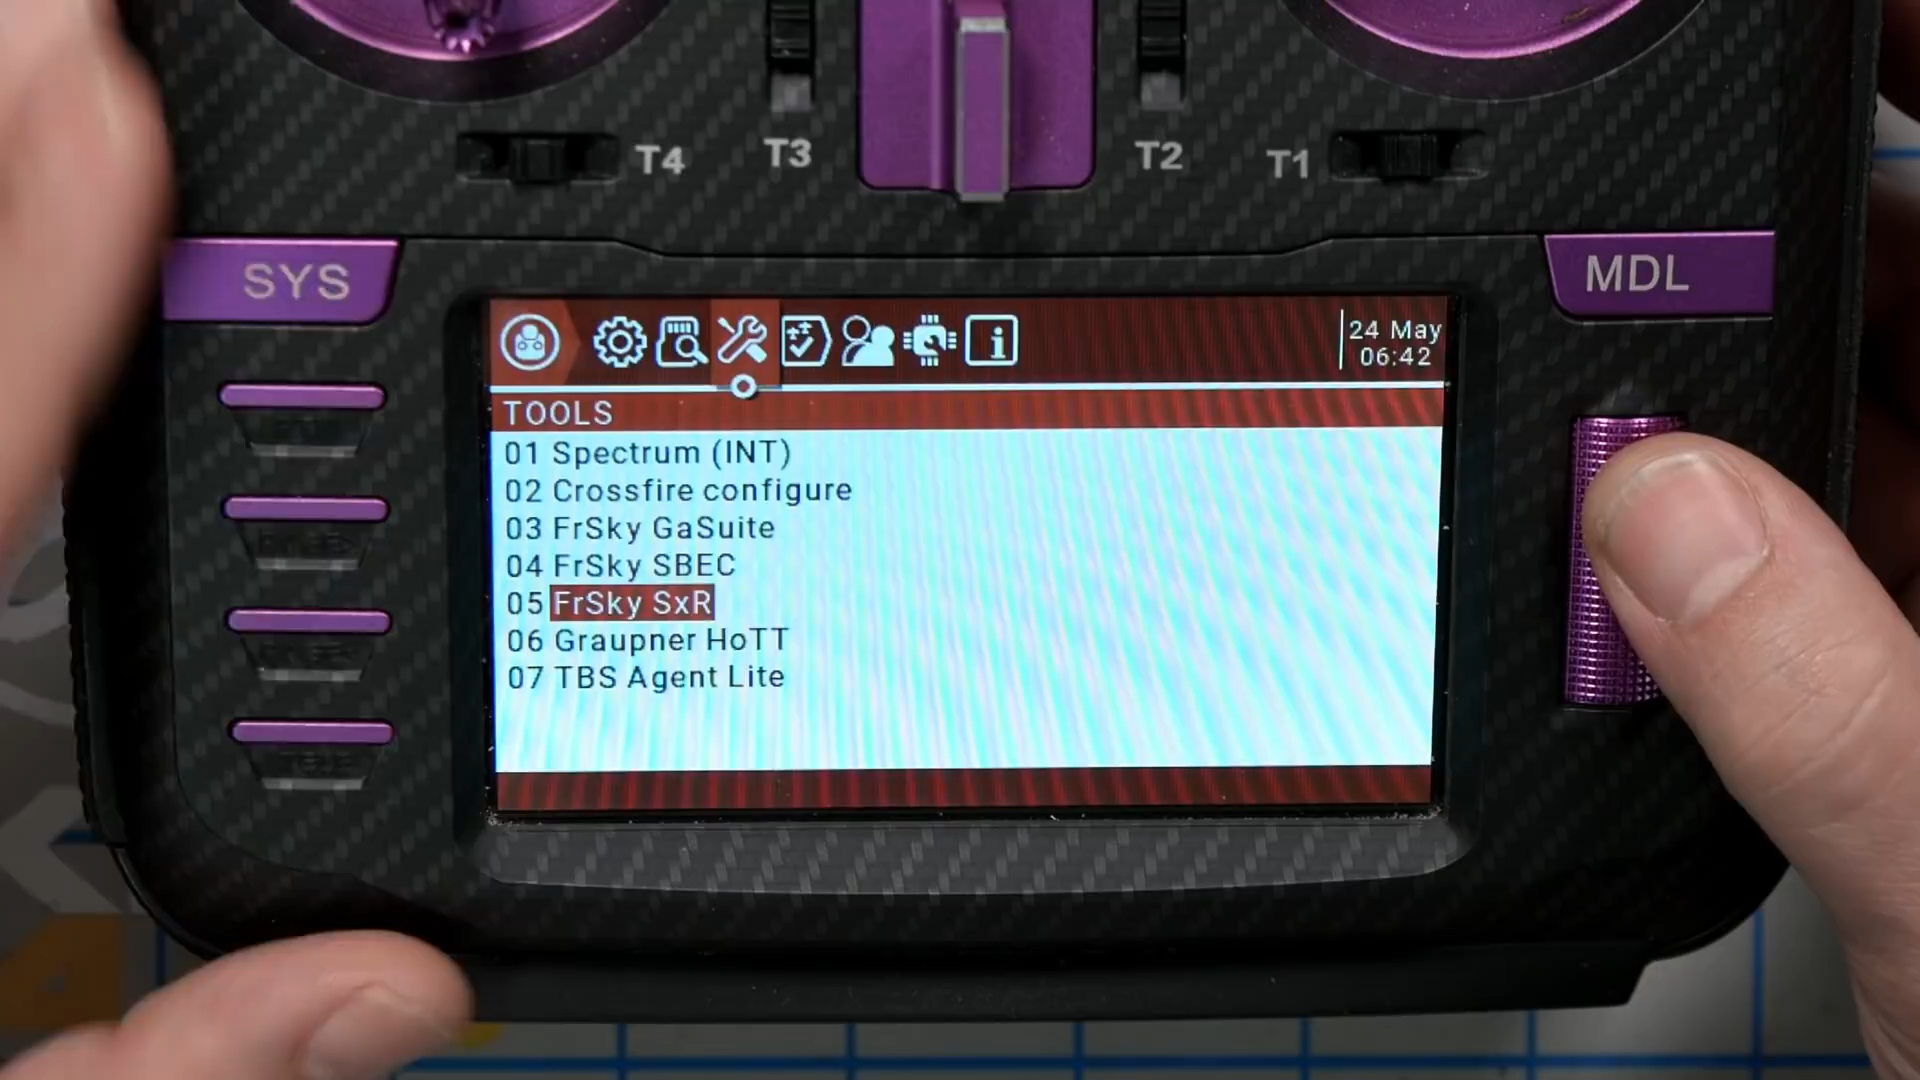 T4
T3
T2
T1
SYS
MDL
24 May
06:42
TOOLS
01 Spectrum (INT)
02 Crossfire configure
03 FrSky GaSuite
04 FrSky SBEC
05 FrSky SxR
06 Graupner HoTT
07 TBS Agent Lite